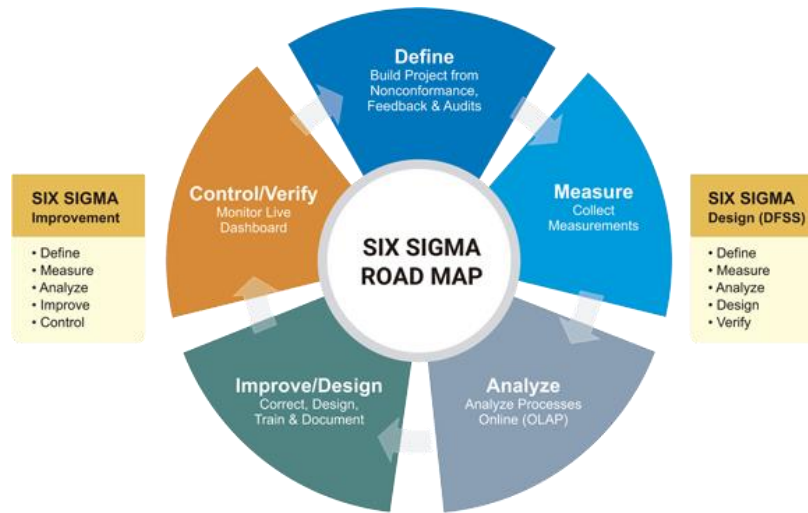 Define
Build Project from
Nonconformance,
Feedback & Audits
Measure
Collect
Measurements
Analyze
Analyze Processes
Online (OLAP)
Improve/Design
Correct, Design,
Train & Document
Control/Verify
Monitor Live
Dashboard
SIX SIGMA
ROAD MAP
SIX SIGMA
Improvement
• Define
• Measure
• Analyze
• Improve
• Control
SIX SIGMA
Design (DFSS)
• Define
• Measure
• Analyze
• Design
• Verify